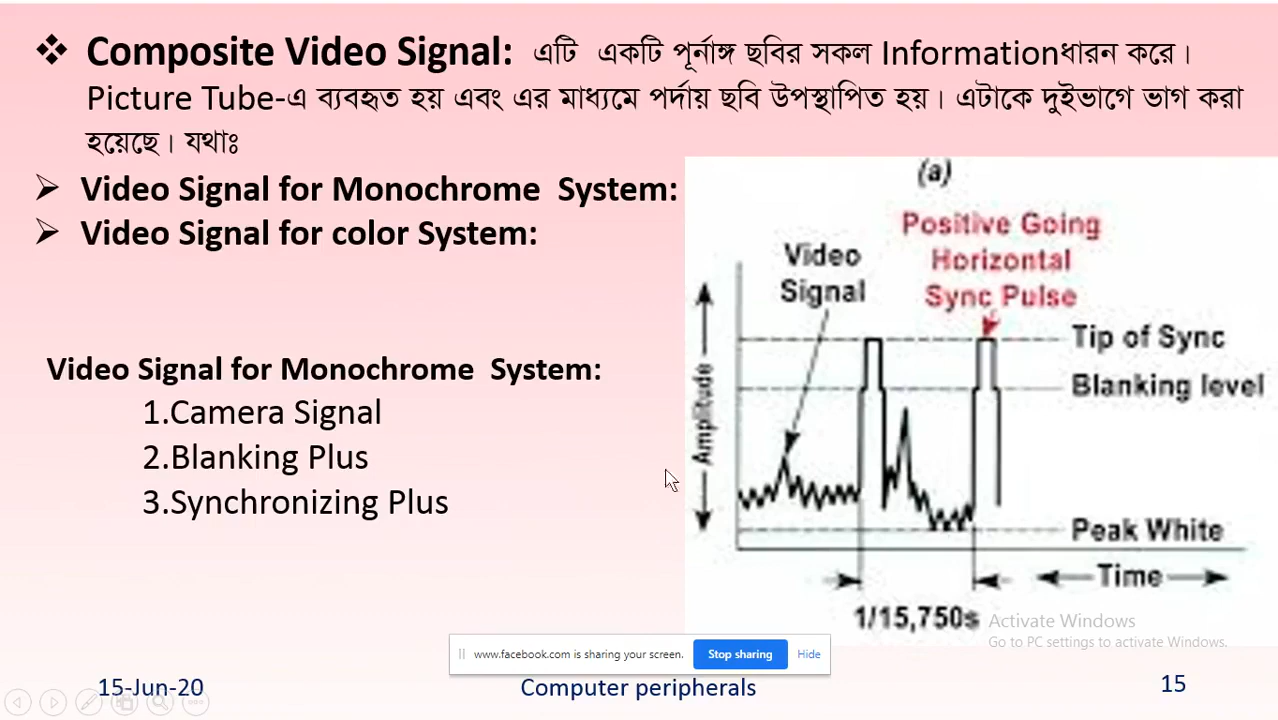 ❖ Composite Video Signal: এটি একটি পূর্নাঙ্গ ছবির সকল Informationধারন করে।
Picture Tube-এ ব্যবহৃত হয় এবং এর মাধ্যমে পর্দায় ছবি উপস্থাপিত হয়। এটাকে দুইভাগে ভাগ করা
হয়েছে। যথাঃ
➢ Video Signal for Monochrome System:
➢ Video Signal for color System:
Video Signal for Monochrome System:
1.Camera Signal
2.Blanking Plus
3.Synchronizing Plus
(a)
Positive Going
Horizontal
Sync Pulse
Video
Signal
Tip of Sync
Blanking level
Amplitude
Peak White
Time
1/15,750s
Activate Windows
Go to PC settings to activate Windows.
www.facebook.com is sharing your screen.
Stop sharing
Hide
15-Jun-20
Computer peripherals
15